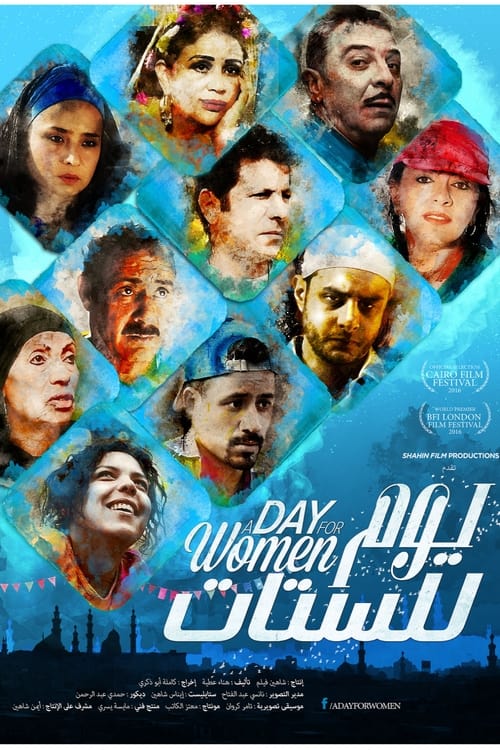 OFFICIAL SELECTION
CAIRO FILM
FESTIVAL
2016
WORLD PREMIER
BFI LONDON
FILM FESTIVAL
2016
SHAHIN FILM PRODUCTIONS
تقدم
A DAY FOR
Women
يوم
للستات
إنتاج: شاهين فيلم تأليف: هناء عطية إخراج: كاملة أبو ذكري
مدير التصوير: نانسي عبد الفتاح ستايليست: إيناس شاهين ديكور: حمدي عبد الرحمن
موسيقى تصويرية: تامر كروان مونتاج: معتز الكاتب منتج فني: مايسة يسري مشرف على الإنتاج: أيمن شاهين
f /ADAYFORWOMEN